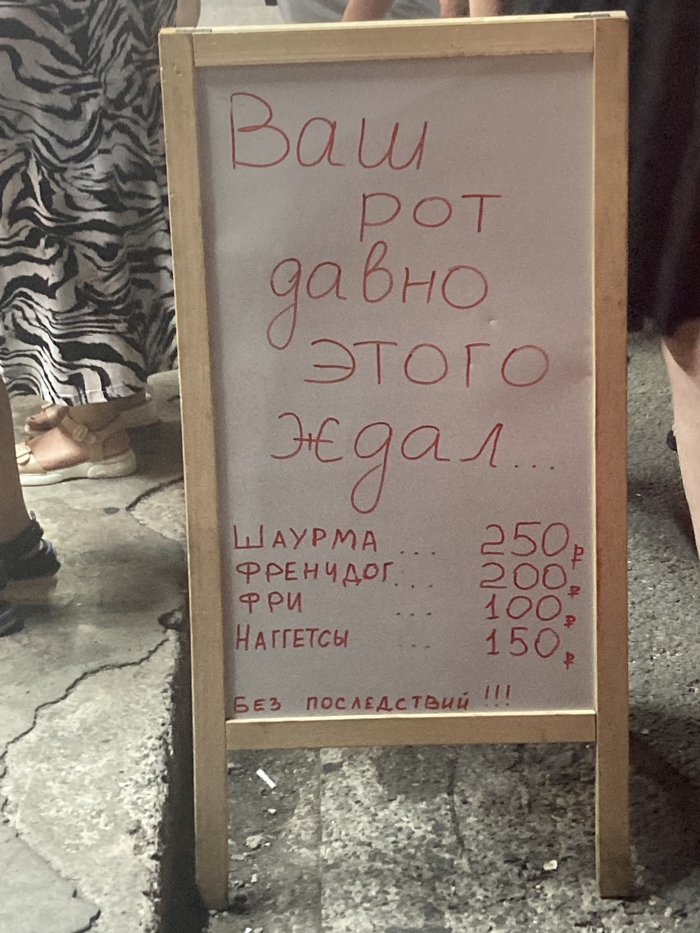 Ваш
рот
давно
этого
ждал...
ШАУРМА ... 250₽
ФРЕНЧДОГ... 200₽
ФРИ ... 100₽
НАГГЕТСЫ ... 150₽
БЕЗ ПОСЛЕДСТВИЙ !!!